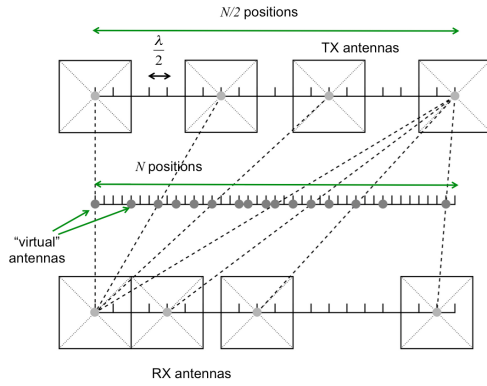 N/2 positions
λ/2
TX antennas
N positions
“virtual”
antennas
RX antennas